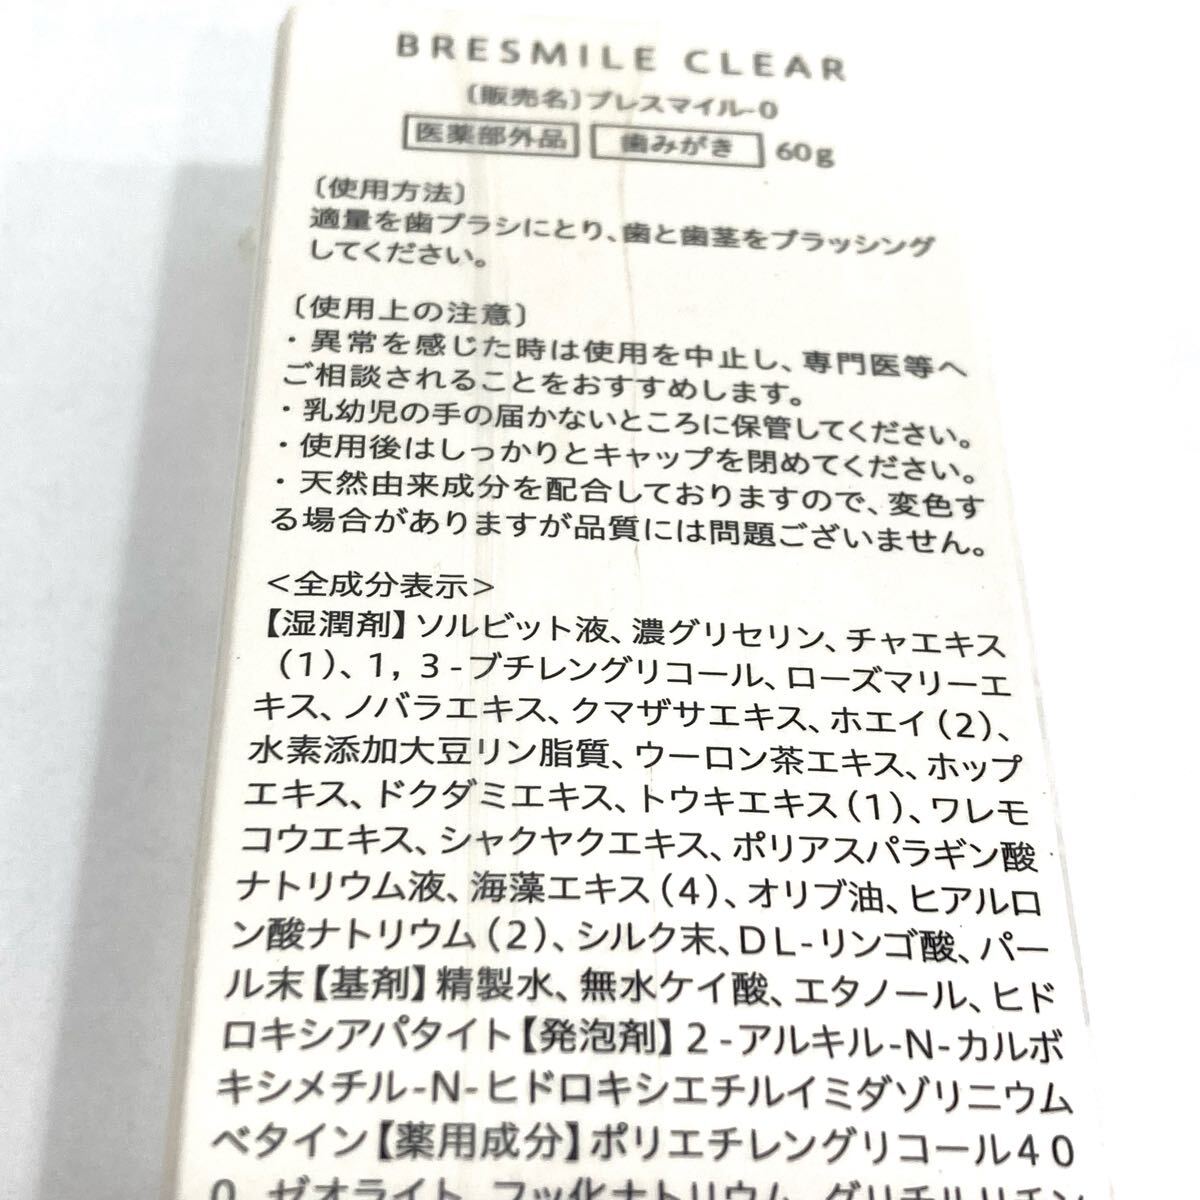 BRESMILE CLEAR
〔販売名〕ブレスマイル-0
医薬部外品 歯みがき 60g
〔使用方法〕
適量を歯ブラシにとり、歯と歯茎をブラッシング
してください。
〔使用上の注意〕
・異常を感じた時は使用を中止し、専門医等へ
ご相談されることをおすすめします。
・乳幼児の手の届かないところに保管してください。
・使用後はしっかりとキャップを閉めてください。
・天然由来成分を配合しておりますので、変色す
る場合がありますが品質には問題ございません。
＜全成分表示＞
【湿潤剤】ソルビット液、濃グリセリン、チャエキス
（1）、1，3-ブチレングリコール、ローズマリーエ
キス、ノバラエキス、クマザサエキス、ホエイ（2）、
水素添加大豆リン脂質、ウーロン茶エキス、ホップ
エキス、ドクダミエキス、トウキエキス（1）、ワレモ
コウエキス、シャクヤクエキス、ポリアスパラギン酸
ナトリウム液、海藻エキス（4）、オリブ油、ヒアルロ
ン酸ナトリウム（2）、シルク末、DL-リンゴ酸、パー
ル末【基剤】精製水、無水ケイ酸、エタノール、ヒド
ロキシアパタイト【発泡剤】2-アルキル-N-カルボ
キシメチル-N-ヒドロキシエチルイミダゾリニウム
ベタイン【薬用成分】ポリエチレングリコール40
0、ゼオライト、フッ化ナトリウム、グリチルリチン